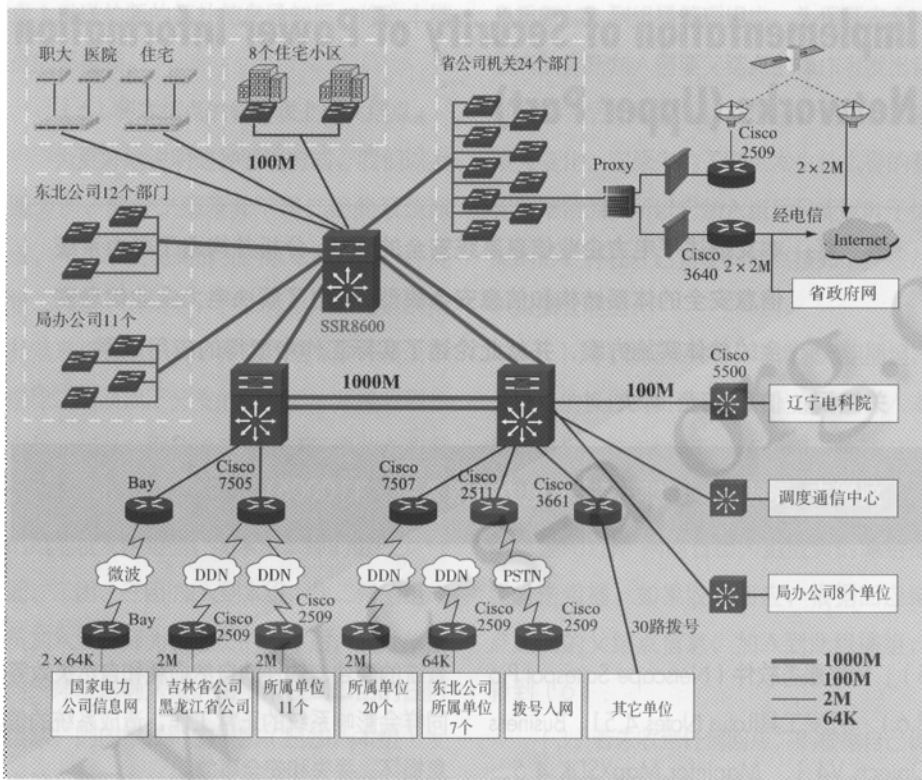 Implementation of Security of Power Information
Network (Upper Part)
职大 医院 住宅
8个住宅小区
省公司机关24个部门
100M
Cisco
2509
Proxy
2×2M
东北公司12个部门
经电信
Internet
Cisco
3640
2×2M
省政府网
SSR8600
局办公司11个
1000M
100M
Cisco
5500
辽宁电科院
Bay
Cisco
7505
Cisco
7507
Cisco
2511
Cisco
3661
调度通信中心
微波
DDN
DDN
DDN
DDN
PSTN
局办公司8个单位
Bay
Cisco
2509
Cisco
2509
Cisco
2509
Cisco
2509
30路拨号
2×64K
2M
2M
2M
64K
国家电力
公司信息网
吉林省公司
黑龙江省公司
所属单位
11个
所属单位
20个
东北公司
所属单位
7个
拨号入网
其它单位
1000M
100M
2M
64K